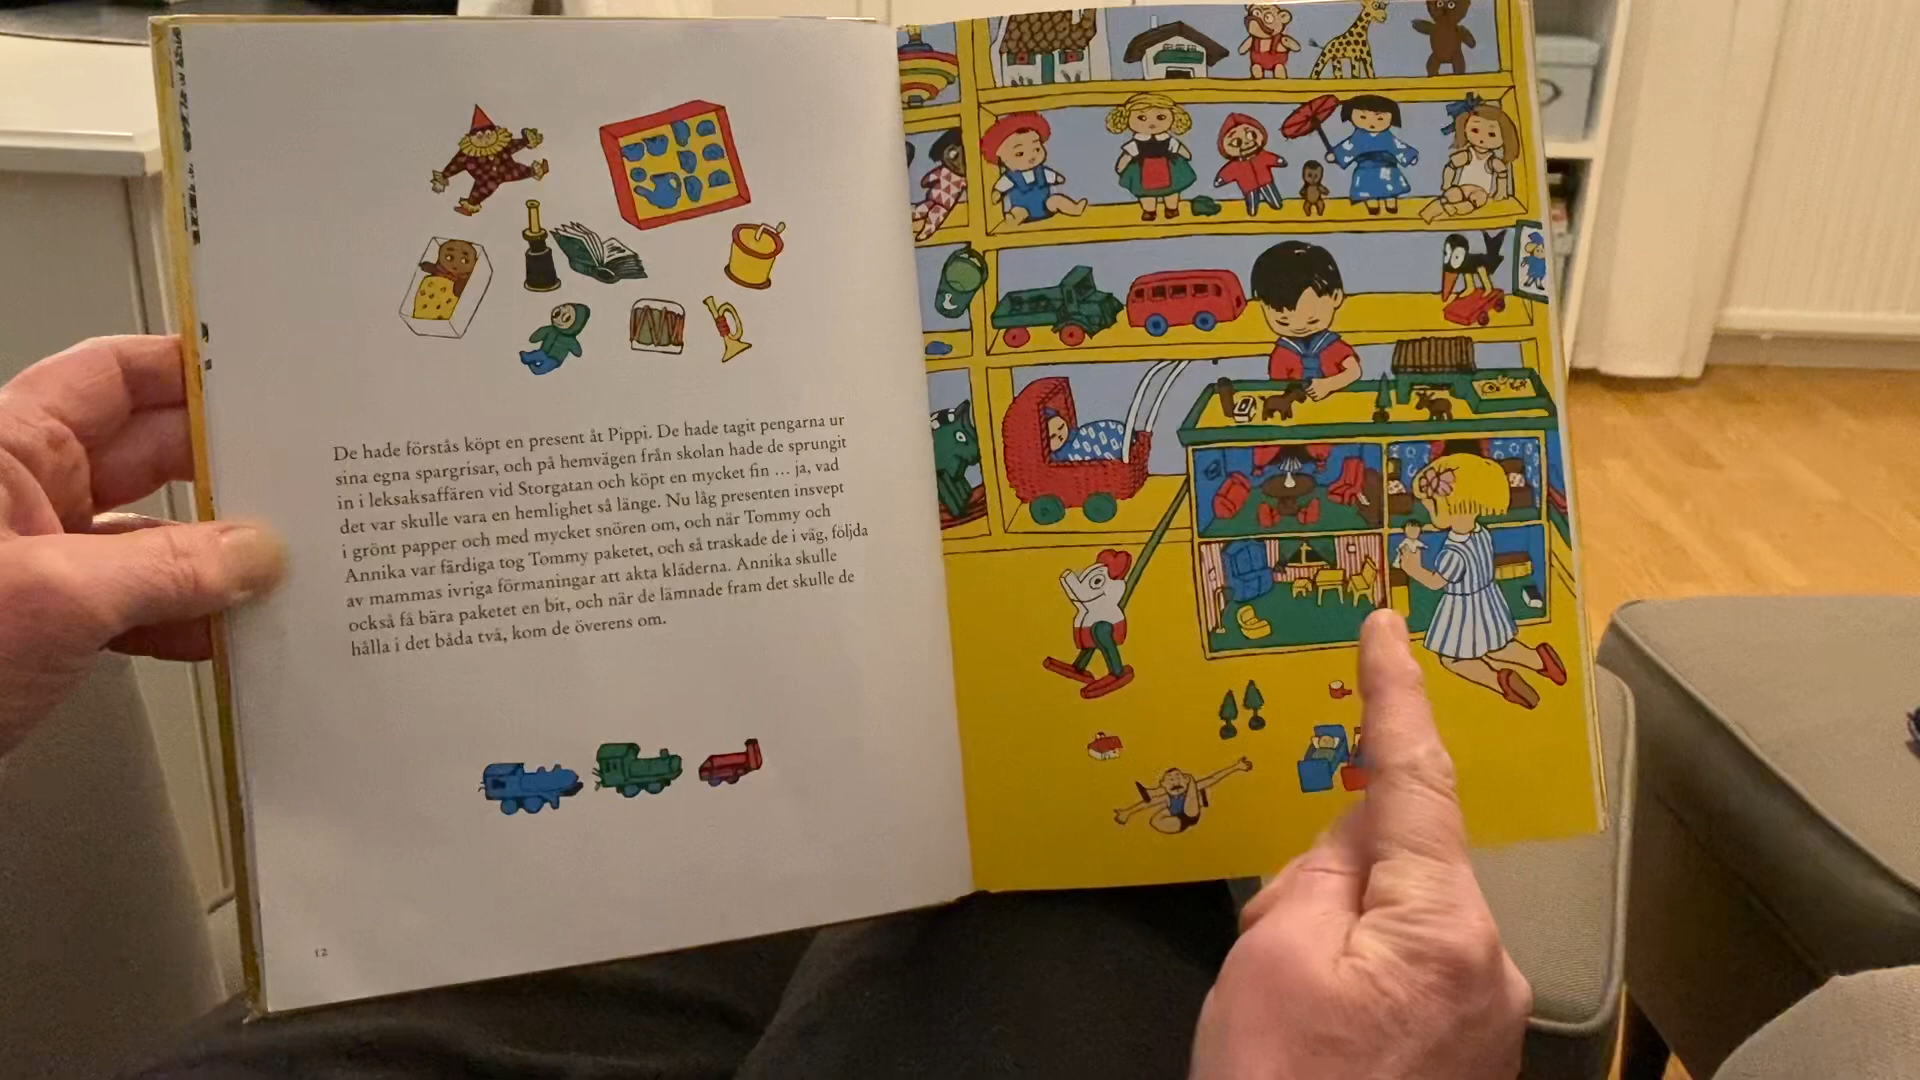 De hade förstås köpt en present åt Pippi. De hade tagit pengarna ur
sina egna spargrisar, och på hemvägen från skolan hade de sprungit
in i leksaksaffären vid Storgatan och köpt en mycket fin … ja, vad
det var skulle vara en hemlighet så länge. Nu låg presenten insvept
i grönt papper och med mycket snören om, och när Tommy och
Annika var färdiga tog Tommy paketet, och så traskade de i väg, följda
av mammas ivriga förmaningar att akta kläderna. Annika skulle
också få bära paketet en bit, och när de lämnade fram det skulle de
hålla i det båda två, kom de överens om.
12